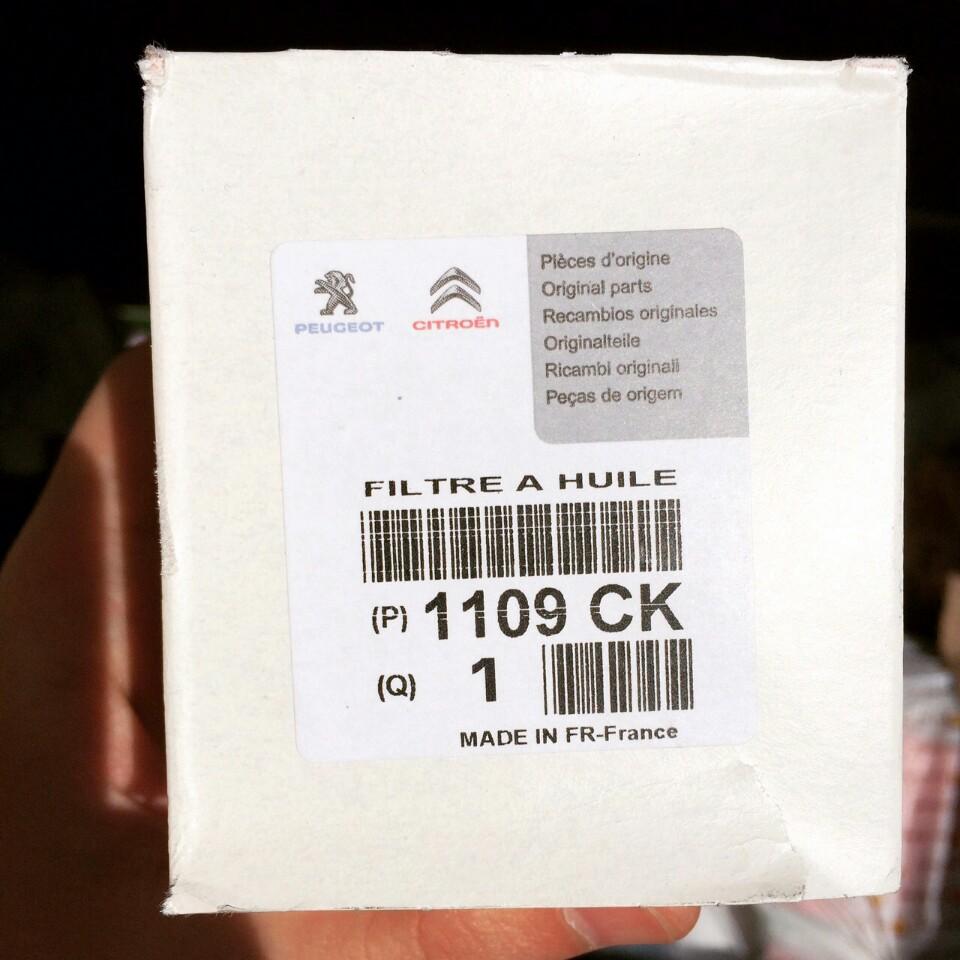 PEUGEOT
CITROËN
Pièces d'origine
Original parts
Recambios originales
Originalteile
Ricambi originali
Peças de origem
FILTRE A HUILE
(P) 1109 CK
(Q) 1
MADE IN FR-France